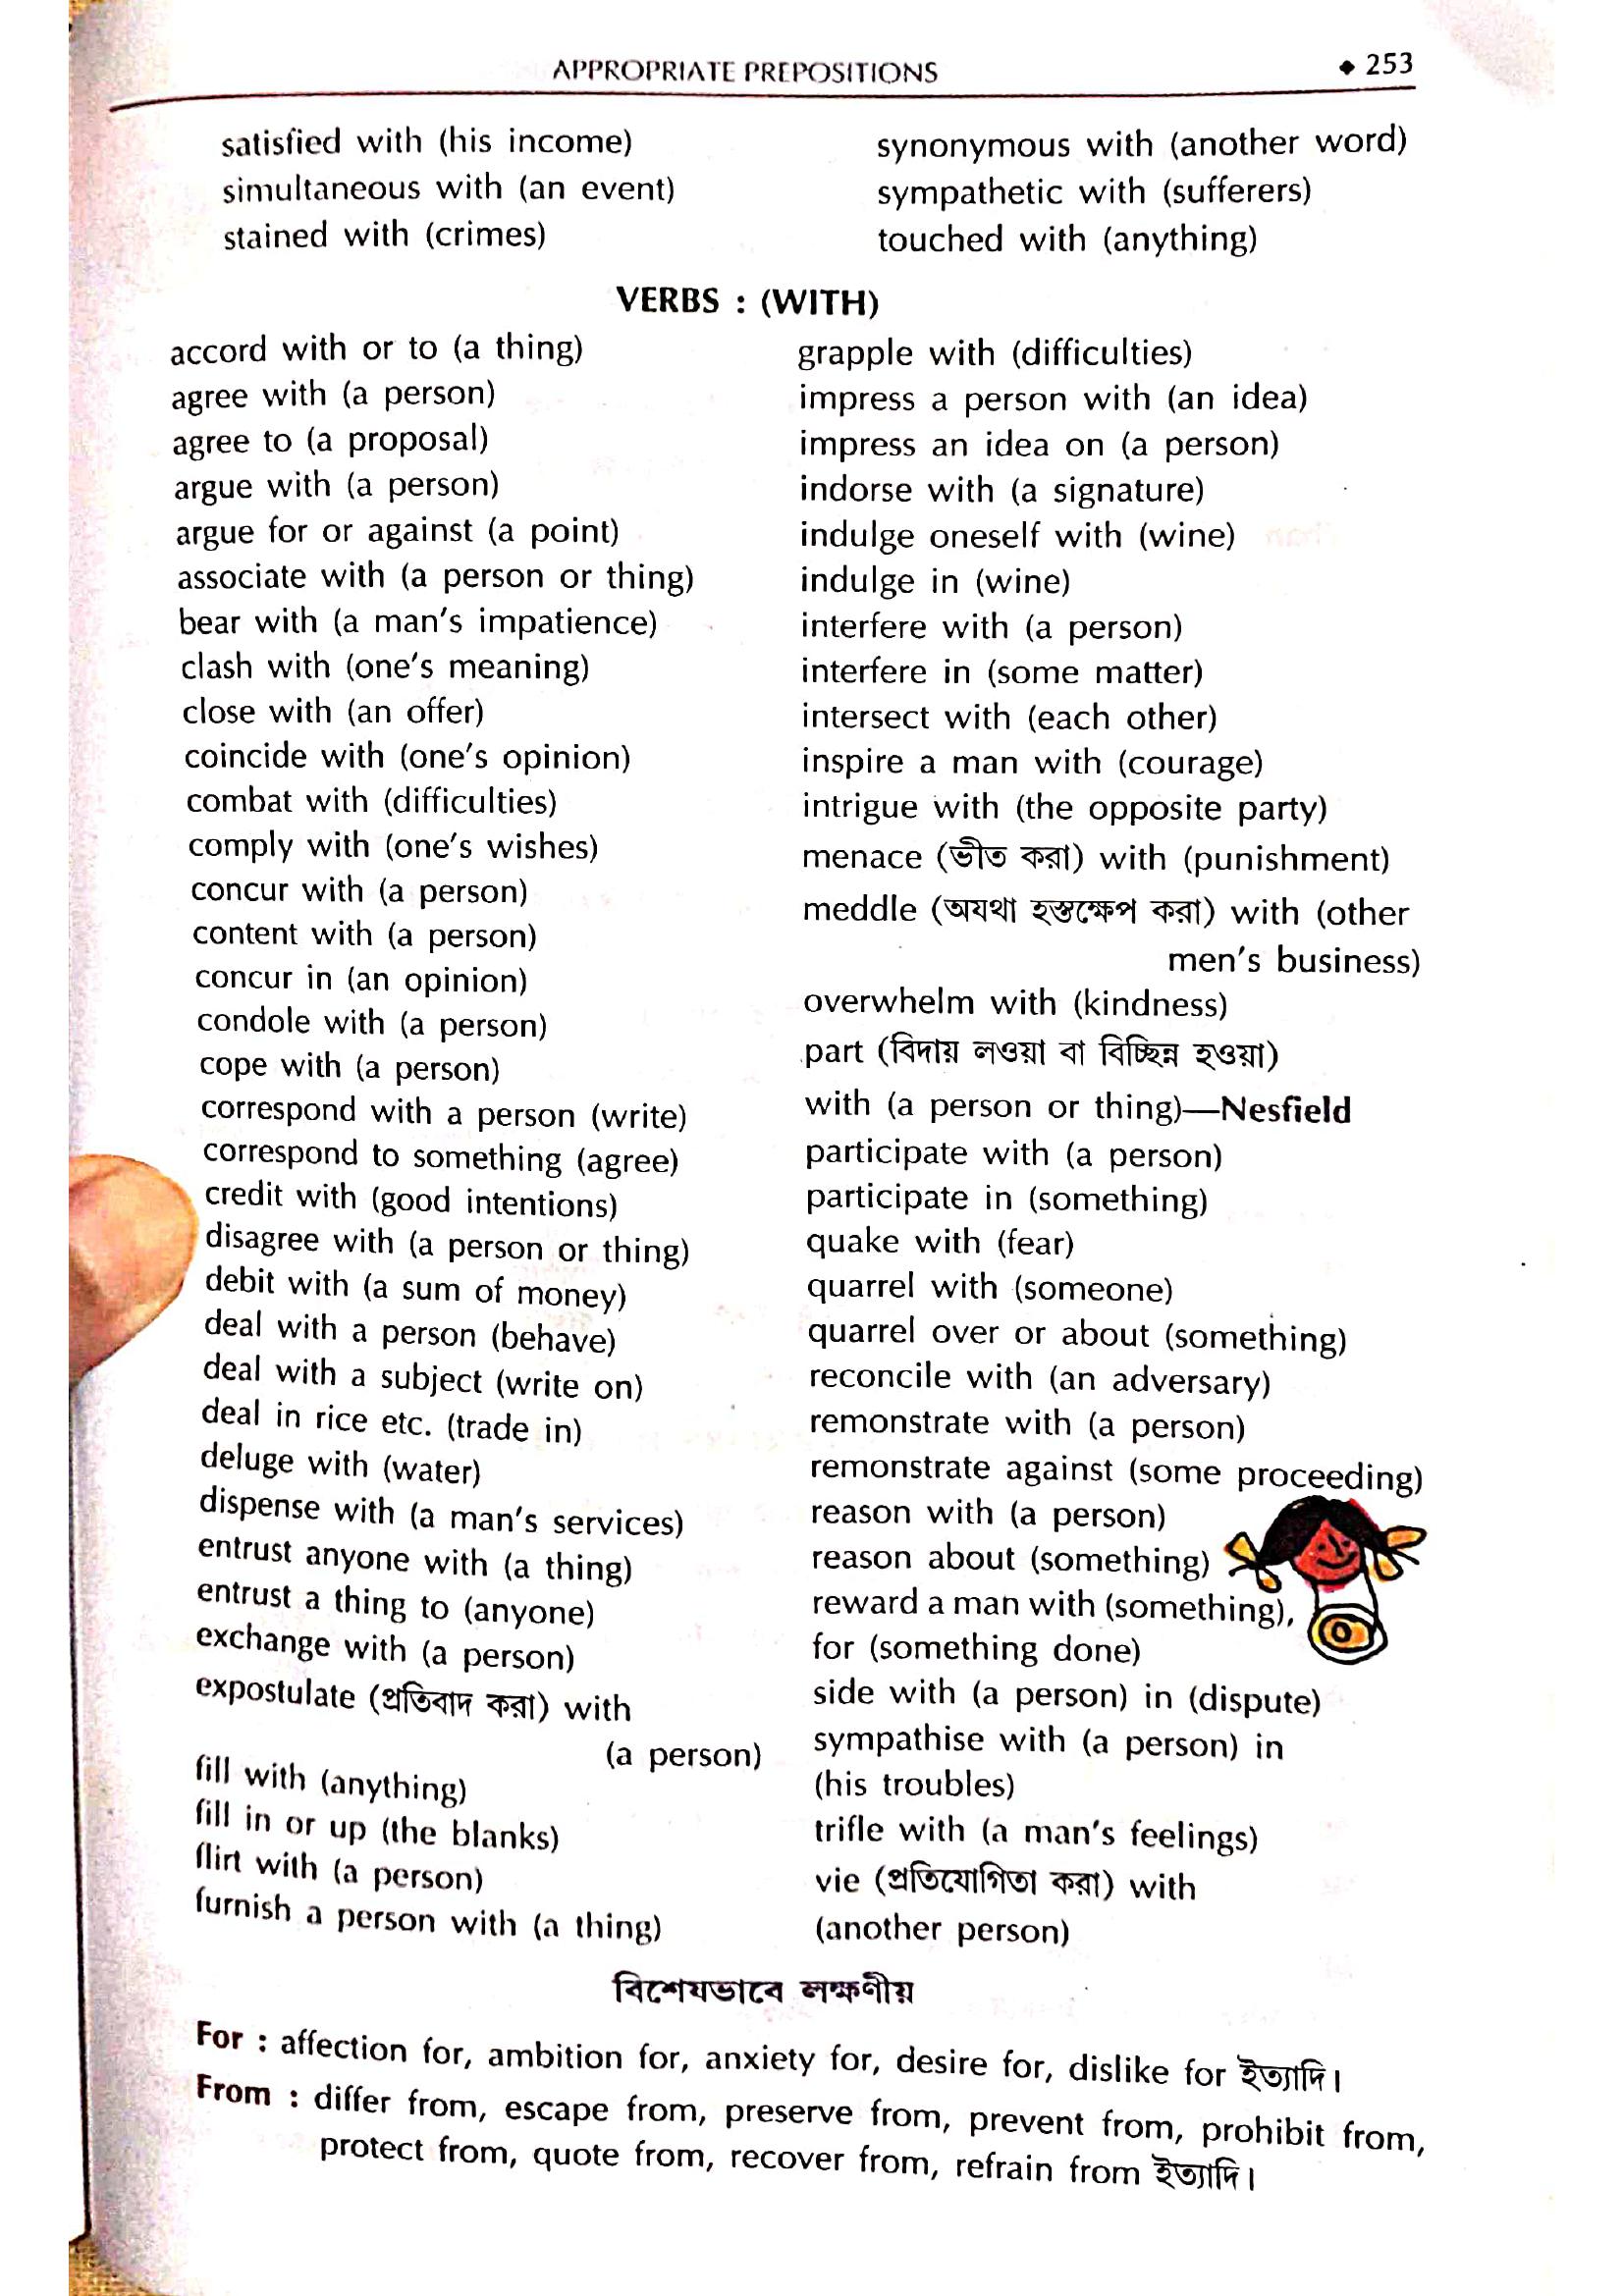 APPROPRIATE PREPOSITIONS ◆ 253
satisfied with (his income)
simultaneous with (an event)
stained with (crimes)
synonymous with (another word)
sympathetic with (sufferers)
touched with (anything)
VERBS : (WITH)
accord with or to (a thing)
agree with (a person)
agree to (a proposal)
argue with (a person)
argue for or against (a point)
associate with (a person or thing)
bear with (a man's impatience)
clash with (one's meaning)
close with (an offer)
coincide with (one's opinion)
combat with (difficulties)
comply with (one's wishes)
concur with (a person)
content with (a person)
concur in (an opinion)
condole with (a person)
cope with (a person)
correspond with a person (write)
correspond to something (agree)
credit with (good intentions)
disagree with (a person or thing)
debit with (a sum of money)
deal with a person (behave)
deal with a subject (write on)
deal in rice etc. (trade in)
deluge with (water)
dispense with (a man's services)
entrust anyone with (a thing)
entrust a thing to (anyone)
exchange with (a person)
expostulate (প্রতিবাদ করা) with
(a person)
fill with (anything)
fill in or up (the blanks)
flirt with (a person)
furnish a person with (a thing)
grapple with (difficulties)
impress a person with (an idea)
impress an idea on (a person)
indorse with (a signature)
indulge oneself with (wine)
indulge in (wine)
interfere with (a person)
interfere in (some matter)
intersect with (each other)
inspire a man with (courage)
intrigue with (the opposite party)
menace (ভীত করা) with (punishment)
meddle (অযথা হস্তক্ষেপ করা) with (other
men's business)
overwhelm with (kindness)
part (বিদায় লওয়া বা বিচ্ছিন্ন হওয়া)
with (a person or thing)—Nesfield
participate with (a person)
participate in (something)
quake with (fear)
quarrel with (someone)
quarrel over or about (something)
reconcile with (an adversary)
remonstrate with (a person)
remonstrate against (some proceeding)
reason with (a person)
reason about (something)
reward a man with (something),
for (something done)
side with (a person) in (dispute)
sympathise with (a person) in
(his troubles)
trifle with (a man's feelings)
vie (প্রতিযোগিতা করা) with
(another person)
বিশেষভাবে লক্ষণীয়
For : affection for, ambition for, anxiety for, desire for, dislike for ইত্যাদি।
From : differ from, escape from, preserve from, prevent from, prohibit from,
protect from, quote from, recover from, refrain from ইত্যাদি।